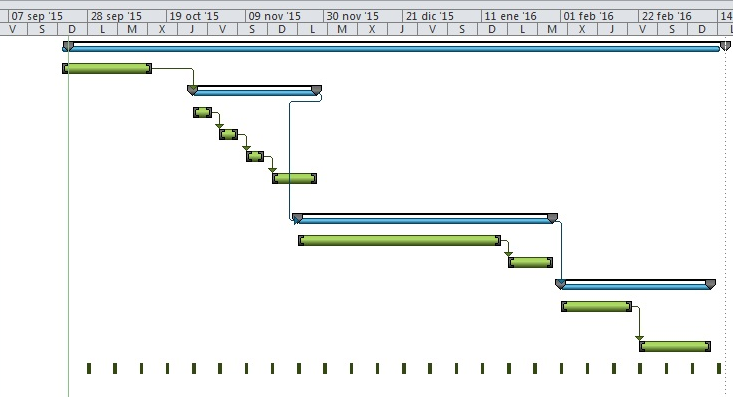 07 sep '15 28 sep '15 19 oct '15 09 nov '15 30 nov '15 21 dic '15 11 ene '16 01 feb '16 22 feb '16 14
V S D L M X J V S D L M X J V S D L M X J V S D L